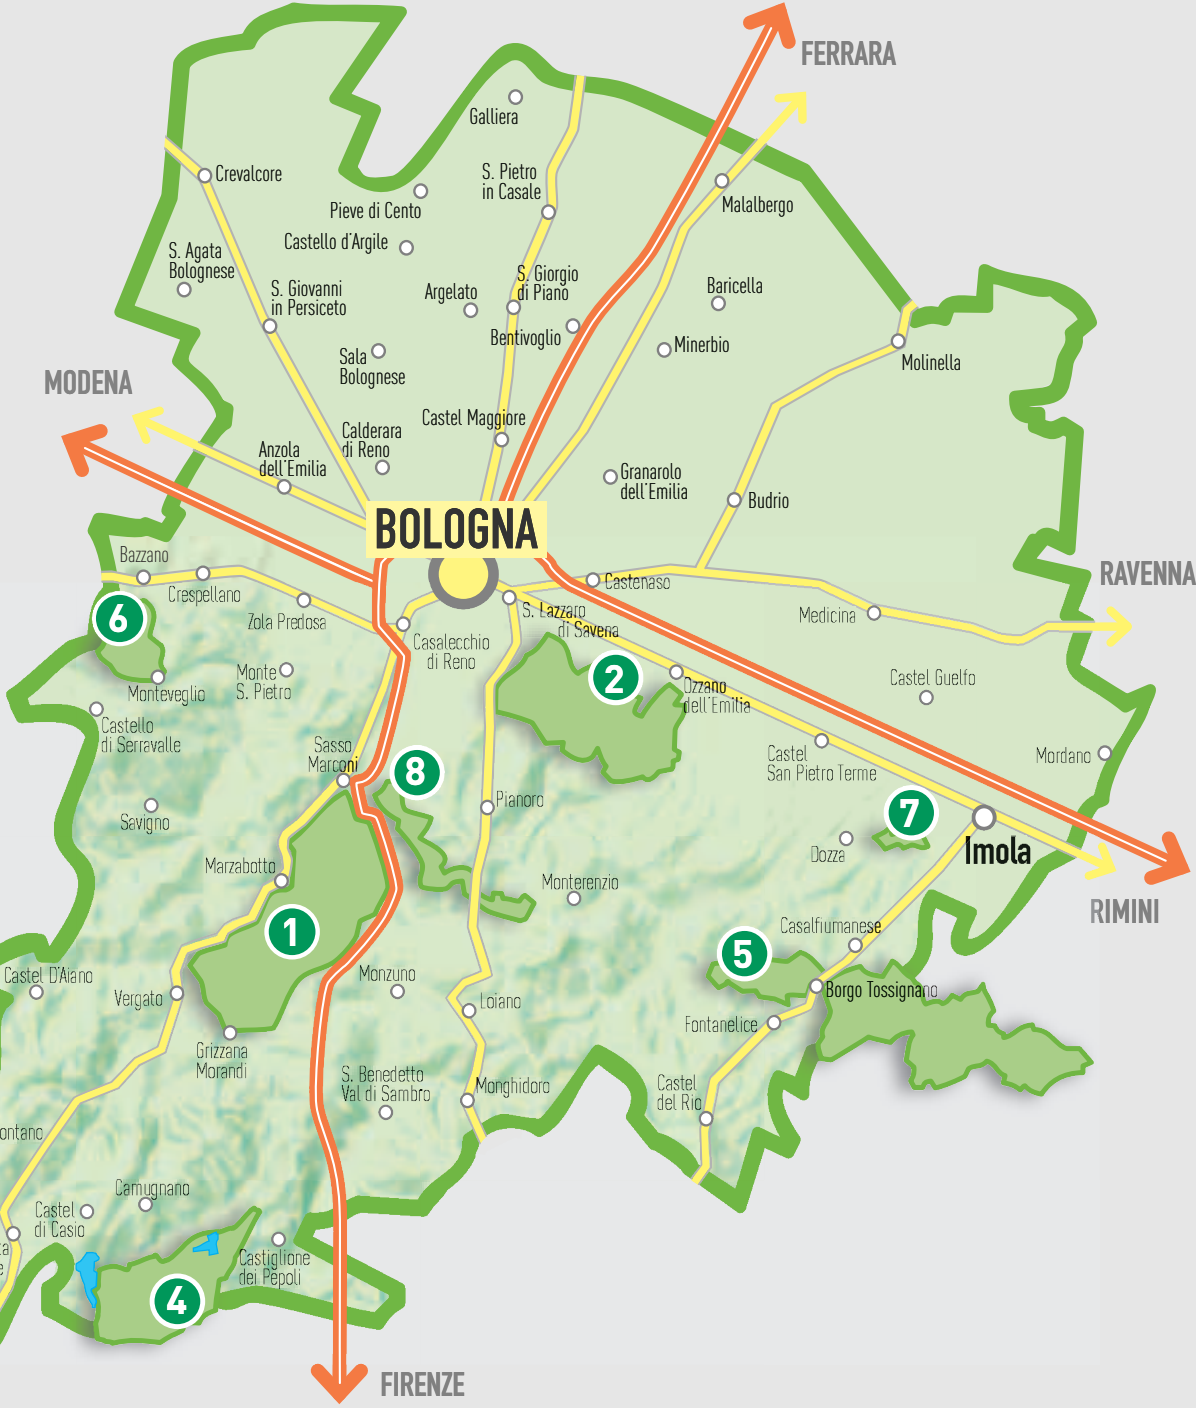 FERRARA
Galliera
S. Pietro
in Casale
Crevalcore
Pieve di Cento
Malalbergo
Castello d'Argile
S. Agata
Bolognese
S. Giovanni
in Persiceto
Argelato
S. Giorgio
di Piano
Baricella
Bentivoglio
Minerbio
Sala
Bolognese
Molinella
MODENA
Castel Maggiore
Calderara
di Reno
Anzola
dell'Emilia
Granarolo
dell'Emilia
Budrio
BOLOGNA
Bazzano
Crespellano
Castenaso
RAVENNA
6
Zola Predosa
S. Lazzaro
di Savena
Medicina
Casalecchio
di Reno
Monte
S. Pietro
2
Castel Guelfo
Monteveglio
Ozzano
dell'Emilia
Castello
di Serravalle
Sasso
Marconi
8
Castel
San Pietro Terme
Mordano
Pianoro
Savigno
7
Dozza
Imola
Marzabotto
Monterenzio
RIMINI
1
Casalfiumanese
5
Castel D'Aiano
Vergato
Monzuno
Loiano
Borgo Tossignano
Fontanelice
Grizzana
Morandi
S. Benedetto
Val di Sambro
Monghidoro
Castel
del Rio
ontano
Camugnano
Castel
di Casio
ta
e
Castiglione
dei Pepoli
4
FIRENZE